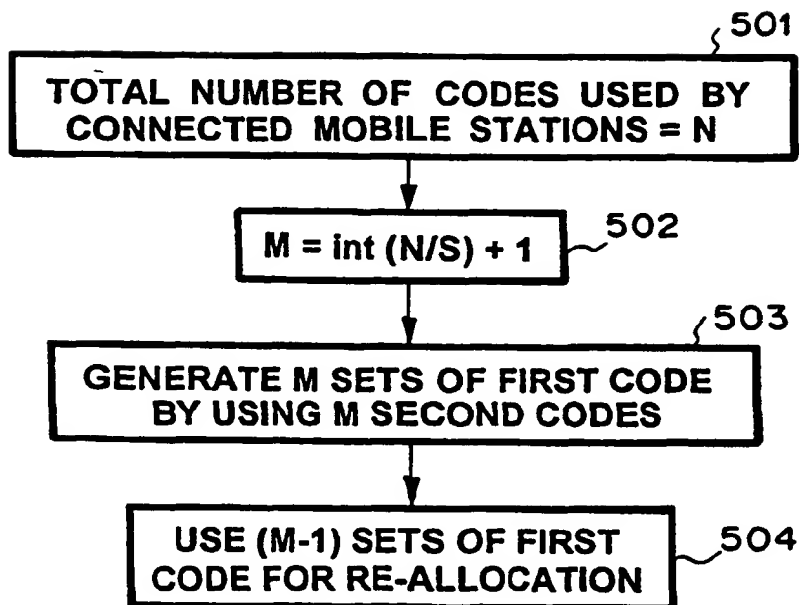 501
TOTAL NUMBER OF CODES USED BY
CONNECTED MOBILE STATIONS = N
M = int (N/S) + 1
502
503
GENERATE M SETS OF FIRST CODE
BY USING M SECOND CODES
USE (M-1) SETS OF FIRST
CODE FOR RE-ALLOCATION
504